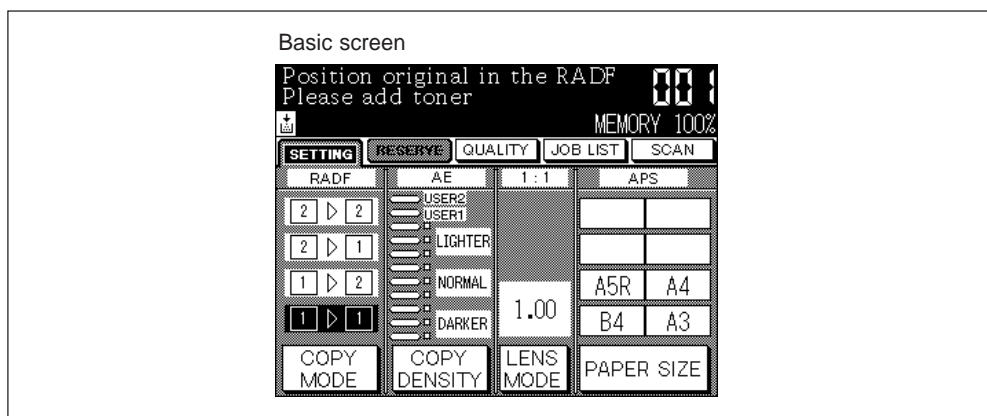 Basic screen
Position original in the RADF
Please add toner
001
MEMORY 100%
SETTING RESERVE QUALITY JOB LIST SCAN
RADF AE 1 : 1 APS
2 ▷ 2
USER2
USER1
2 ▷ 1
LIGHTER
1 ▷ 2
NORMAL
A5R A4
1 ▷ 1
DARKER
1.00
B4 A3
COPY MODE
COPY DENSITY
LENS MODE
PAPER SIZE